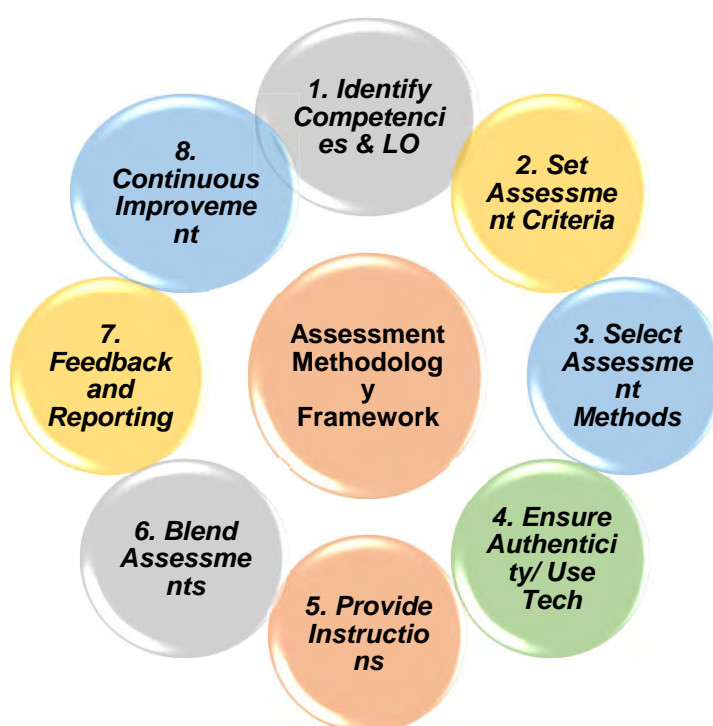 1. Identify
Competenci
es & LO
2. Set
Assessme
nt Criteria
3. Select
Assessme
nt
Methods
4. Ensure
Authentici
ty/ Use
Tech
5. Provide
Instructio
ns
6. Blend
Assessme
nts
7.
Feedback
and
Reporting
8.
Continuous
Improveme
nt
Assessment
Methodolog
y
Framework